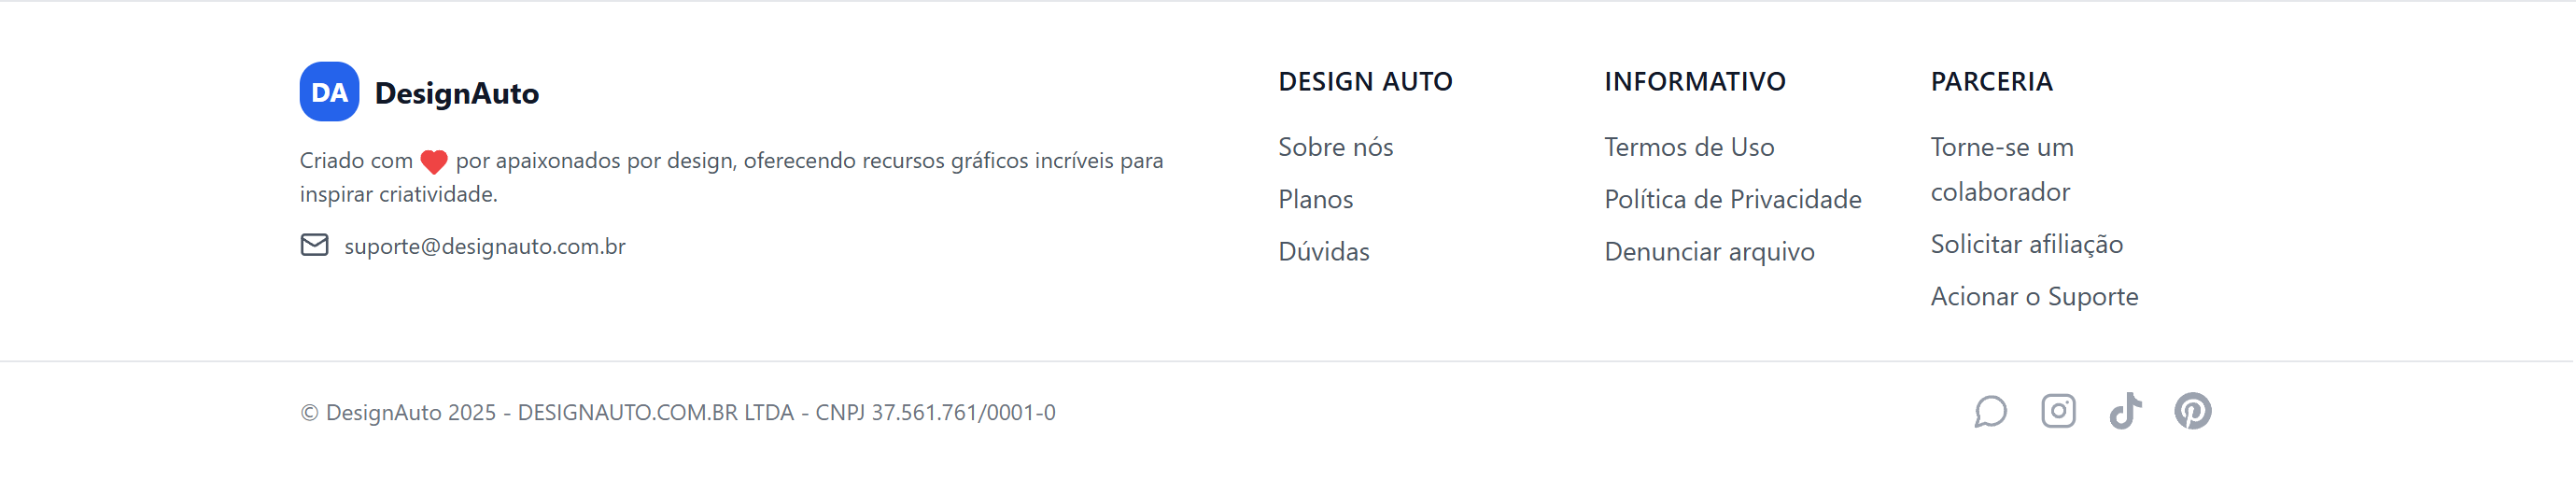 DA DesignAuto
Criado com ❤ por apaixonados por design, oferecendo recursos gráficos incríveis para
inspirar criatividade.
suporte@designauto.com.br
DESIGN AUTO
Sobre nós
Planos
Dúvidas
INFORMATIVO
Termos de Uso
Política de Privacidade
Denunciar arquivo
PARCERIA
Torne-se um
colaborador
Solicitar afiliação
Acionar o Suporte
© DesignAuto 2025 - DESIGNAUTO.COM.BR LTDA - CNPJ 37.561.761/0001-0